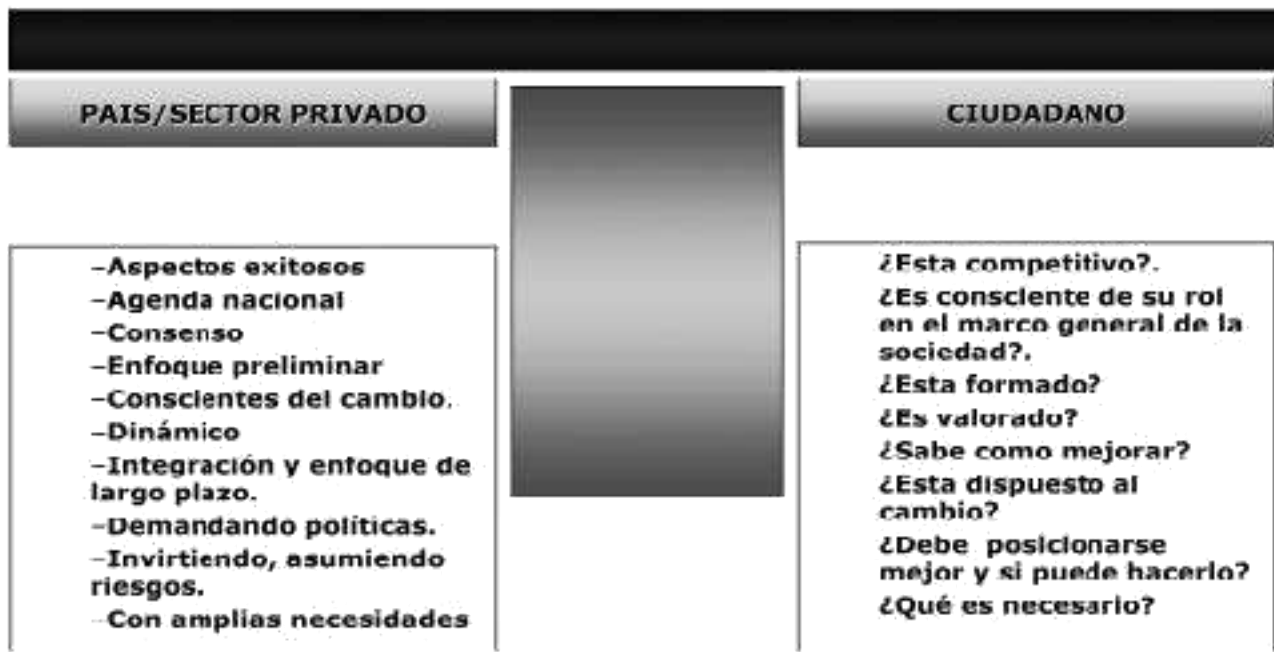 PAIS/SECTOR PRIVADO
–Aspectos exitosos
–Agenda nacional
–Consenso
–Enfoque preliminar
–Conscientes del cambio.
–Dinámico
–Integración y enfoque de
largo plazo.
–Demandando políticas.
–Invirtiendo, asumiendo
riesgos.
–Con amplias necesidades
CIUDADANO
¿Esta competitivo?.
¿Es consciente de su rol
en el marco general de la
sociedad?.
¿Esta formado?
¿Es valorado?
¿Sabe como mejorar?
¿Esta dispuesto al
cambio?
¿Debe posicionarse
mejor y si puede hacerlo?
¿Qué es necesario?